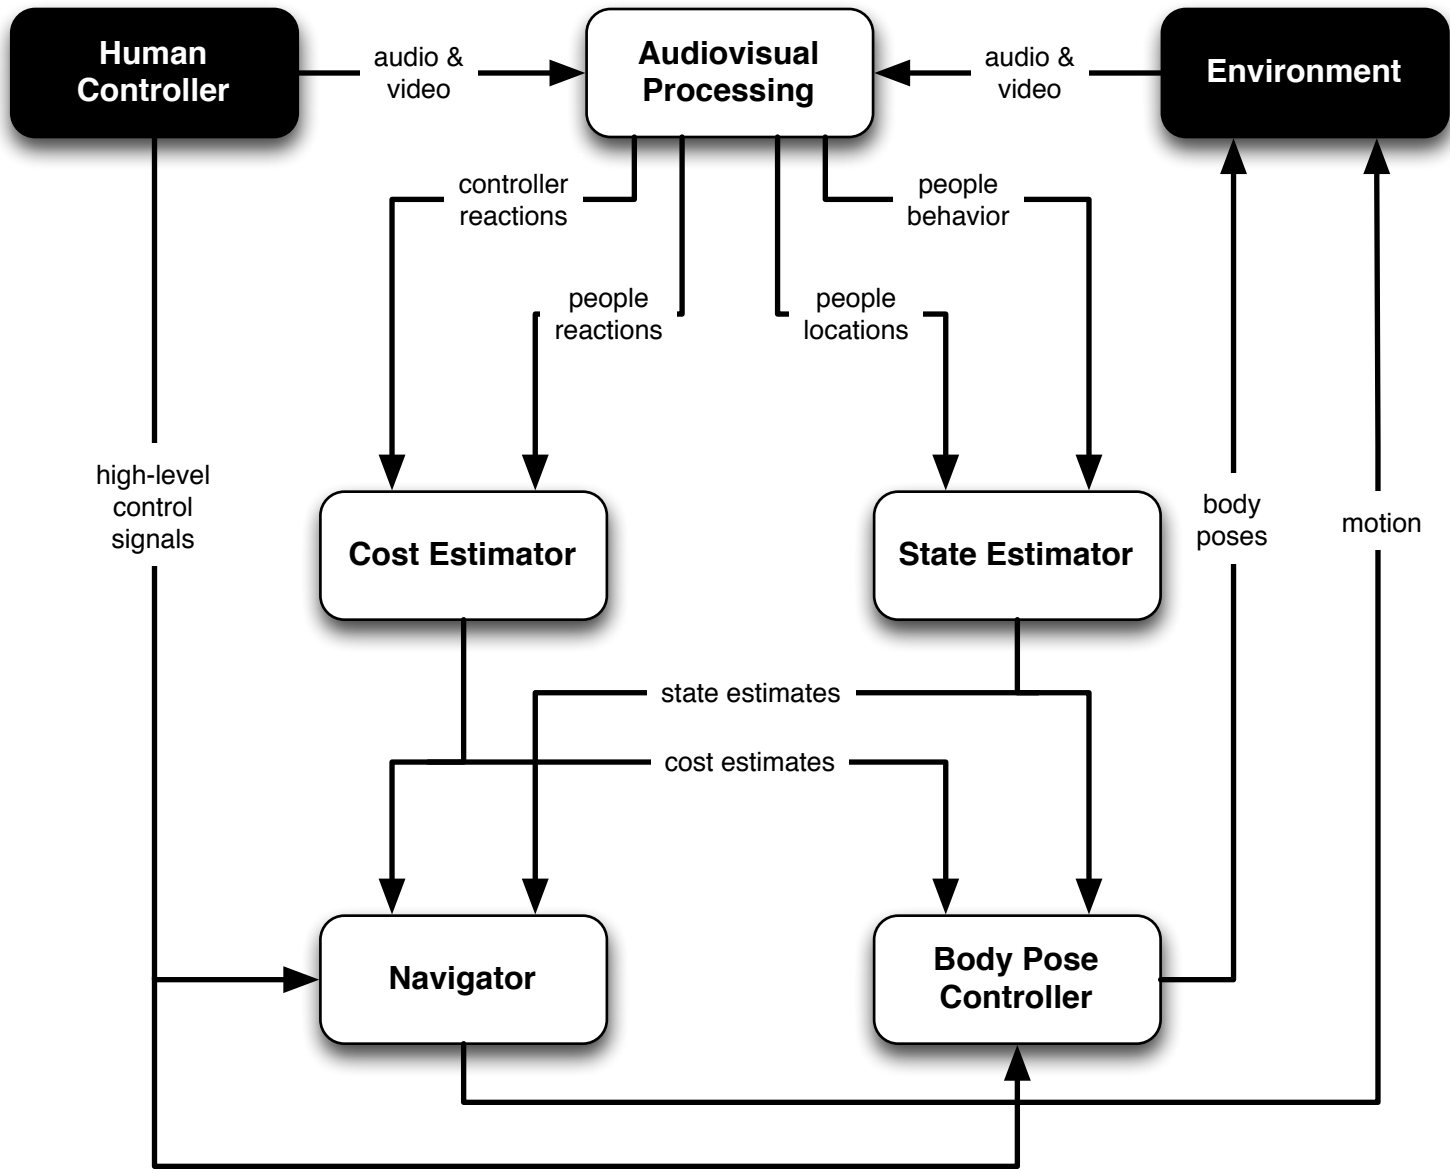 Human
Controller
audio &
video
Audiovisual
Processing
audio &
video
Environment
controller
reactions
people
behavior
people
reactions
people
locations
high-level
control
signals
Cost Estimator
State Estimator
body
poses
motion
state estimates
cost estimates
Navigator
Body Pose
Controller